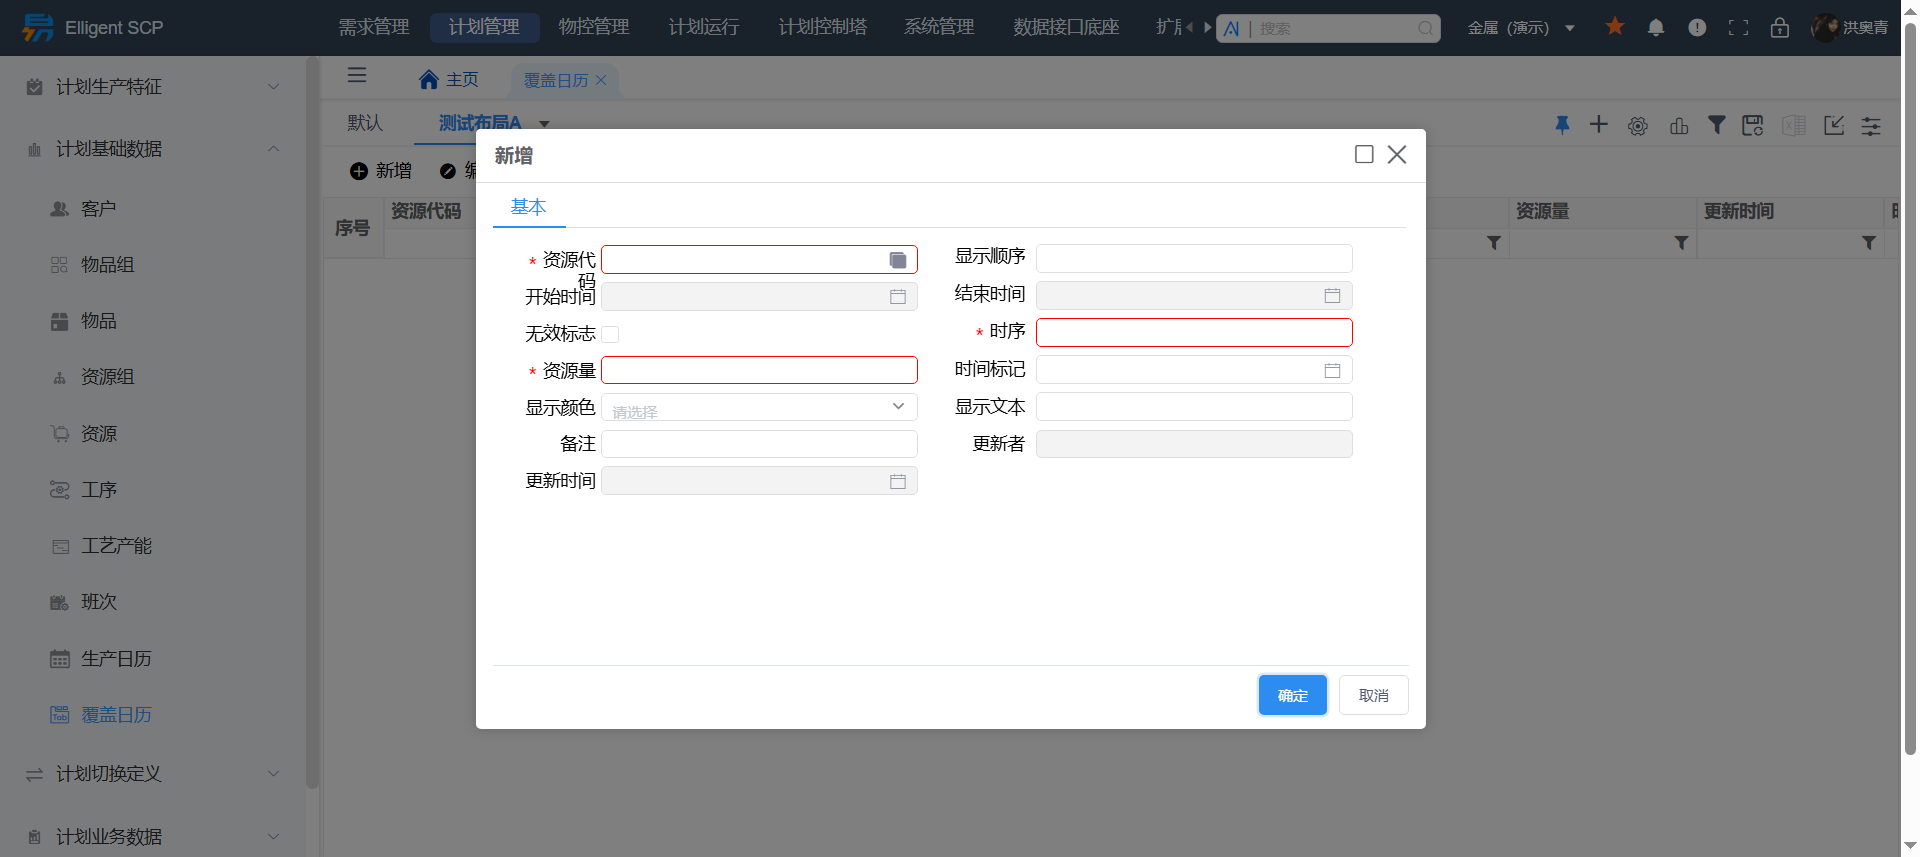 Elligent SCP
需求管理
计划管理
物控管理
计划运行
计划控制塔
系统管理
数据接口底座
AI | 搜索
金属（演示）
洪奥青
计划生产特征
计划基础数据
客户
物品组
物品
资源组
资源
工序
工艺产能
班次
生产日历
Tab
覆盖日历
计划切换定义
计划业务数据
主页
覆盖日历
默认
测试布局A
新增
序号
资源代码
资源量
更新时间
新增
基本
* 资源代
码
显示顺序
开始时间
结束时间
无效标志
* 时序
* 资源量
时间标记
显示颜色
请选择
显示文本
备注
更新者
更新时间
确定
取消